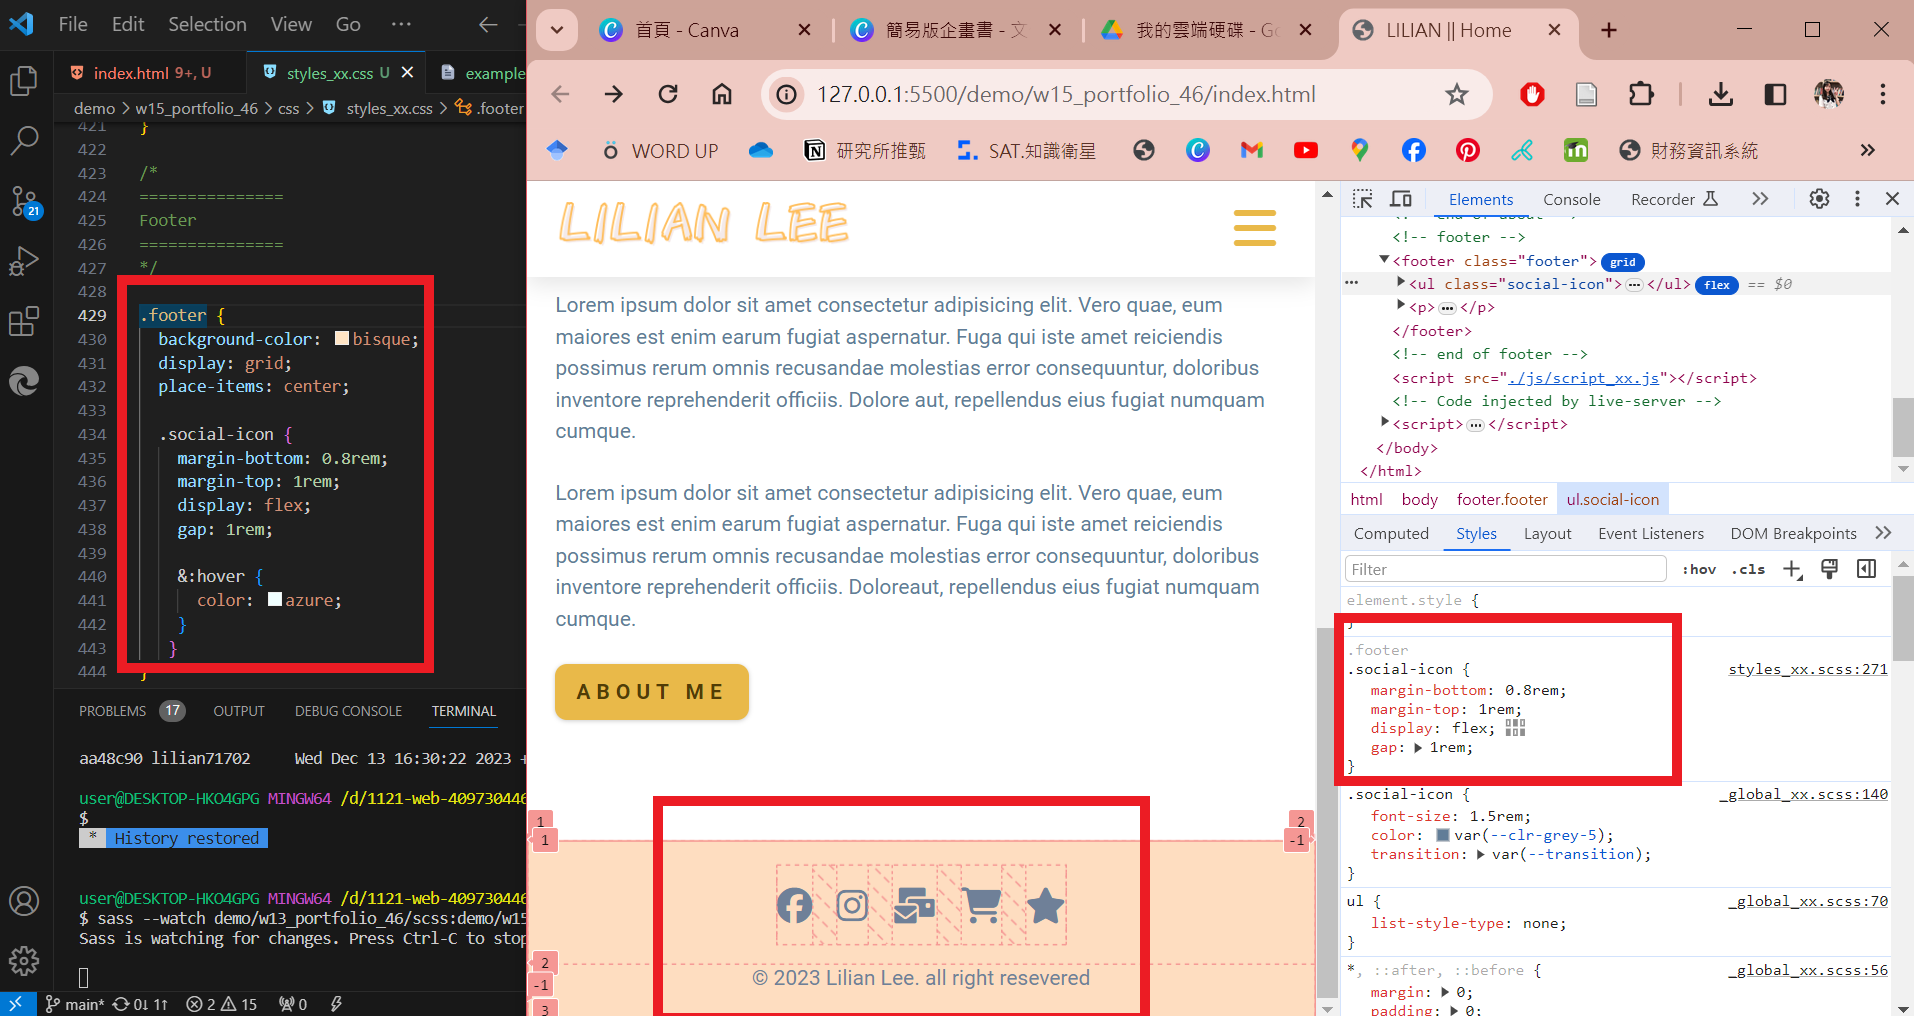 File Edit Selection View Go ···
index.html 9+, U
styles_xx.css U
example
demo > w15_portfolio_46 > css > styles_xx.css > .footer
421 }
422
423 /*
424 ===============
425 Footer
426 ===============
427 */
428
429 .footer {
430 background-color: bisque;
431 display: grid;
432 place-items: center;
433
434 .social-icon {
435 margin-bottom: 0.8rem;
436 margin-top: 1rem;
437 display: flex;
438 gap: 1rem;
439
440 &:hover {
441 color: azure;
442 }
443 }
444 }
PROBLEMS 17 OUTPUT DEBUG CONSOLE TERMINAL
aa48c90 lilian71702 Wed Dec 13 16:30:22 2023 +
user@DESKTOP-HKO4GPG MINGW64 /d/1121-web-409730446
$
* History restored
user@DESKTOP-HKO4GPG MINGW64 /d/1121-web-409730446
$ sass --watch demo/w13_portfolio_46/scss:demo/w15
Sass is watching for changes. Press Ctrl-C to stop
main* 0↓ 1↑ 2 15 0
21
首頁 - Canva
簡易版企畫書 - 文
我的雲端硬碟 - Go
LILIAN || Home
127.0.0.1:5500/demo/w15_portfolio_46/index.html
WORD UP
研究所推甄
SAT.知識衛星
財務資訊系統
LILIAN LEE
Lorem ipsum dolor sit amet consectetur adipisicing elit. Vero quae, eum
maiores est enim earum fugiat aspernatur. Fuga qui iste amet reiciendis
possimus rerum omnis recusandae molestias error consequuntur, doloribus
inventore reprehenderit officiis. Dolore aut, repellendus eius fugiat numquam
cumque.
Lorem ipsum dolor sit amet consectetur adipisicing elit. Vero quae, eum
maiores est enim earum fugiat aspernatur. Fuga qui iste amet reiciendis
possimus rerum omnis recusandae molestias error consequuntur, doloribus
inventore reprehenderit officiis. Doloreaut, repellendus eius fugiat numquam
cumque.
ABOUT ME
1 2
1 -1
2
-1
3
© 2023 Lilian Lee. all right resevered
Elements Console Recorder
<!-- end of about -->
<!-- footer -->
<footer class="footer"> grid
<ul class="social-icon"> ··· </ul> flex == $0
<p> ··· </p>
</footer>
<!-- end of footer -->
<script src="./js/script_xx.js"></script>
<!-- Code injected by live-server -->
<script> ··· </script>
</body>
</html>
html body footer.footer ul.social-icon
Computed Styles Layout Event Listeners DOM Breakpoints
Filter :hov .cls
element.style {
}
.footer
.social-icon { styles_xx.scss:271
margin-bottom: 0.8rem;
margin-top: 1rem;
display: flex;
gap: 1rem;
}
.social-icon { _global_xx.scss:140
font-size: 1.5rem;
color: var(--clr-grey-5);
transition: var(--transition);
}
ul { _global_xx.scss:70
list-style-type: none;
}
*, ::after, ::before { _global_xx.scss:56
margin: 0;
padding: 0;